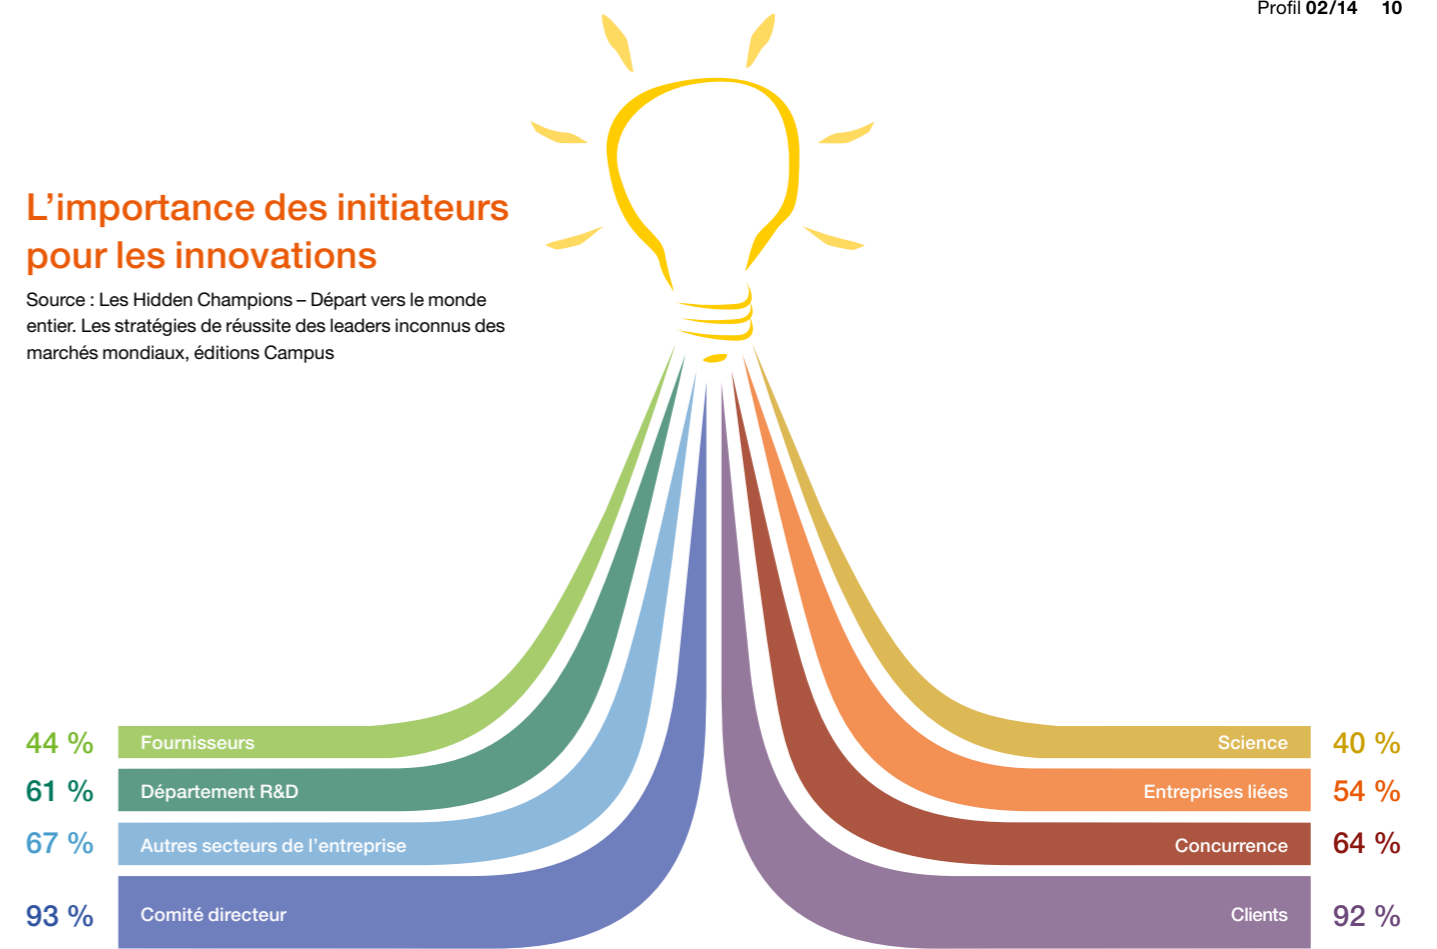 Profil 02/14 10
L’importance des initiateurs
pour les innovations
Source : Les Hidden Champions – Départ vers le monde
entier. Les stratégies de réussite des leaders inconnus des
marchés mondiaux, éditions Campus
44 % Fournisseurs
61 % Département R&D
67 % Autres secteurs de l’entreprise
93 % Comité directeur
Science 40 %
Entreprises liées 54 %
Concurrence 64 %
Clients 92 %